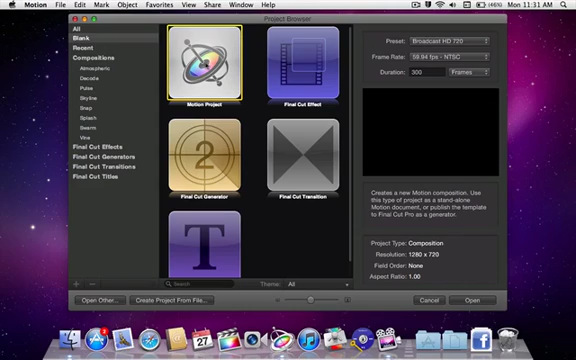 Motion File Edit Mark Object Favorites View Share Window Help (46%) Mon 11:31 AM
Project Browser
All
Blank
Recent
Compositions
Atmospheric
Decode
Pulse
Skyline
Snap
Splash
Swarm
Vine
Final Cut Effects
Final Cut Generators
Final Cut Transitions
Final Cut Titles
Motion Project
Final Cut Effect
2
Final Cut Generator
Final Cut Transition
T
Search
Theme: All
Preset: Broadcast HD 720
Frame Rate: 59.94 fps - NTSC
Duration: 300 Frames
Creates a new Motion composition. Use
this type of project as a stand-alone
Motion document, or publish the template
to Final Cut Pro as a generator.
Project Type: Composition
Resolution: 1280 x 720
Field Order: None
Aspect Ratio: 1.00
Open Other...
Create Project From File...
Cancel
Open
3
27
f